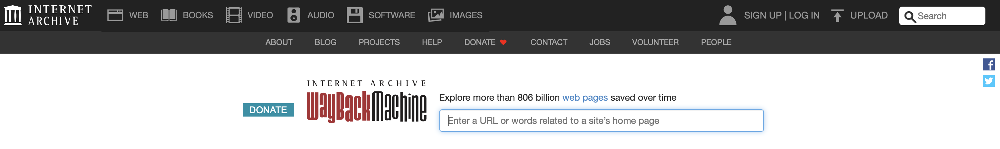 INTERNET ARCHIVE
WEB BOOKS VIDEO AUDIO SOFTWARE IMAGES SIGN UP | LOG IN UPLOAD Search
ABOUT BLOG PROJECTS HELP DONATE CONTACT JOBS VOLUNTEER PEOPLE
DONATE
INTERNET ARCHIVE
WayBackMachine
Explore more than 806 billion web pages saved over time
Enter a URL or words related to a site’s home page